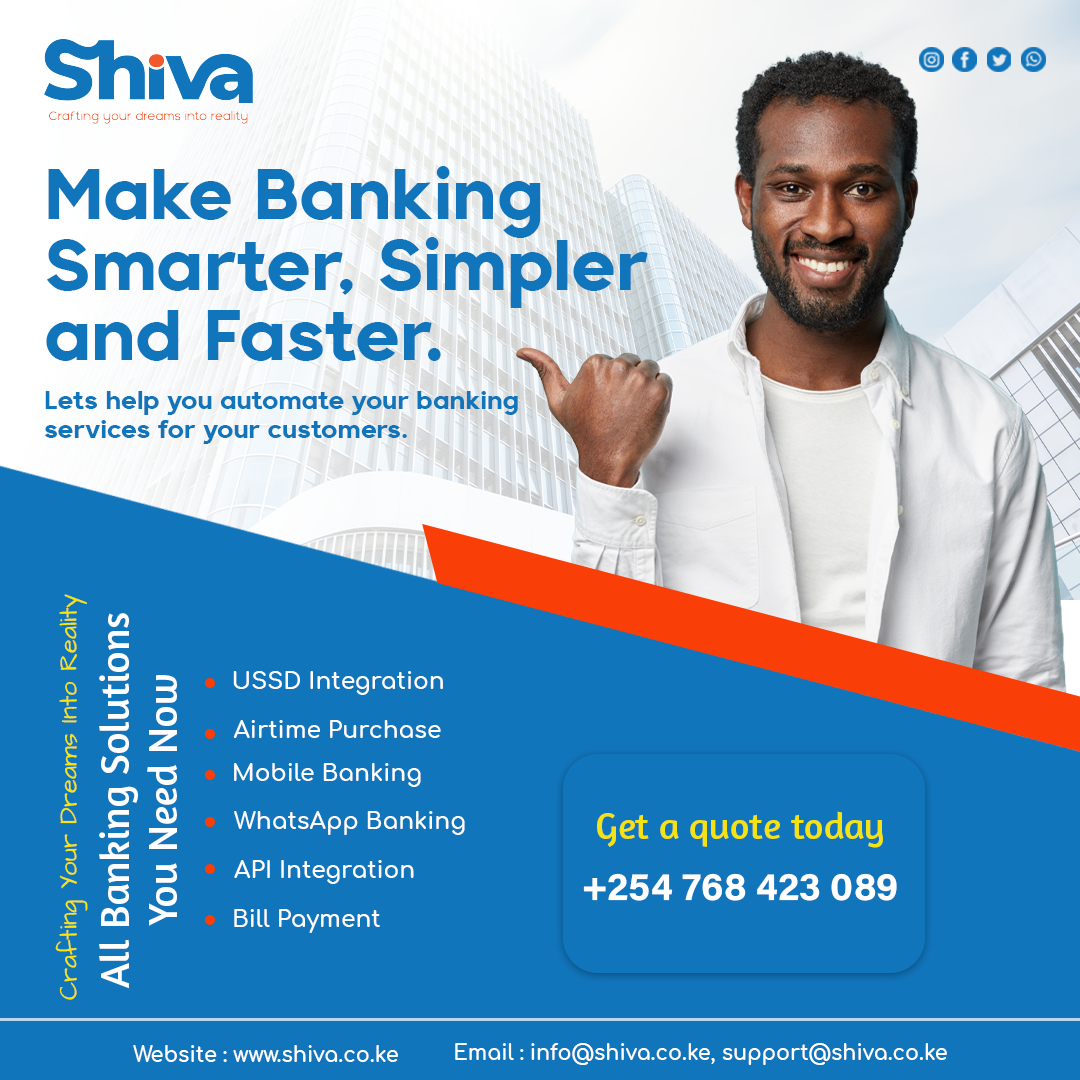 Shiva
Crafting your dreams into reality
Make Banking
Smarter, Simpler
and Faster.
Lets help you automate your banking
services for your customers.
Crafting Your Dreams Into Reality
All Banking Solutions
You Need Now
USSD Integration
Airtime Purchase
Mobile Banking
WhatsApp Banking
API Integration
Bill Payment
Get a quote today
+254 768 423 089
Website : www.shiva.co.ke
Email : info@shiva.co.ke, support@shiva.co.ke